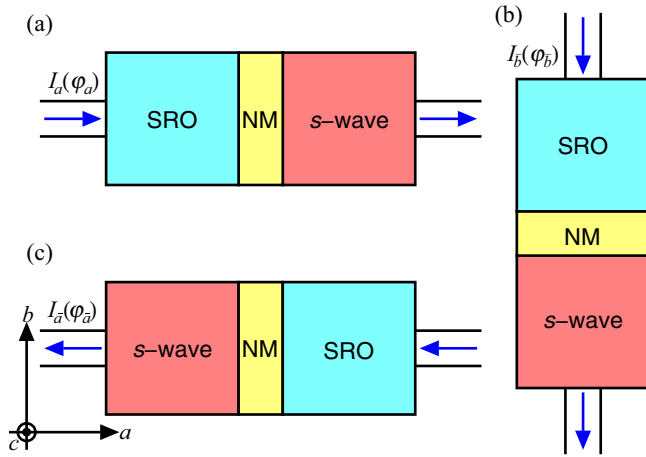 (a)
I_a(φ_a)
SRO
NM
s−wave
(b)
I_b̄(φ_b̄)
SRO
NM
s−wave
(c)
I_ā(φ_ā)
s−wave
NM
SRO
b
c
a